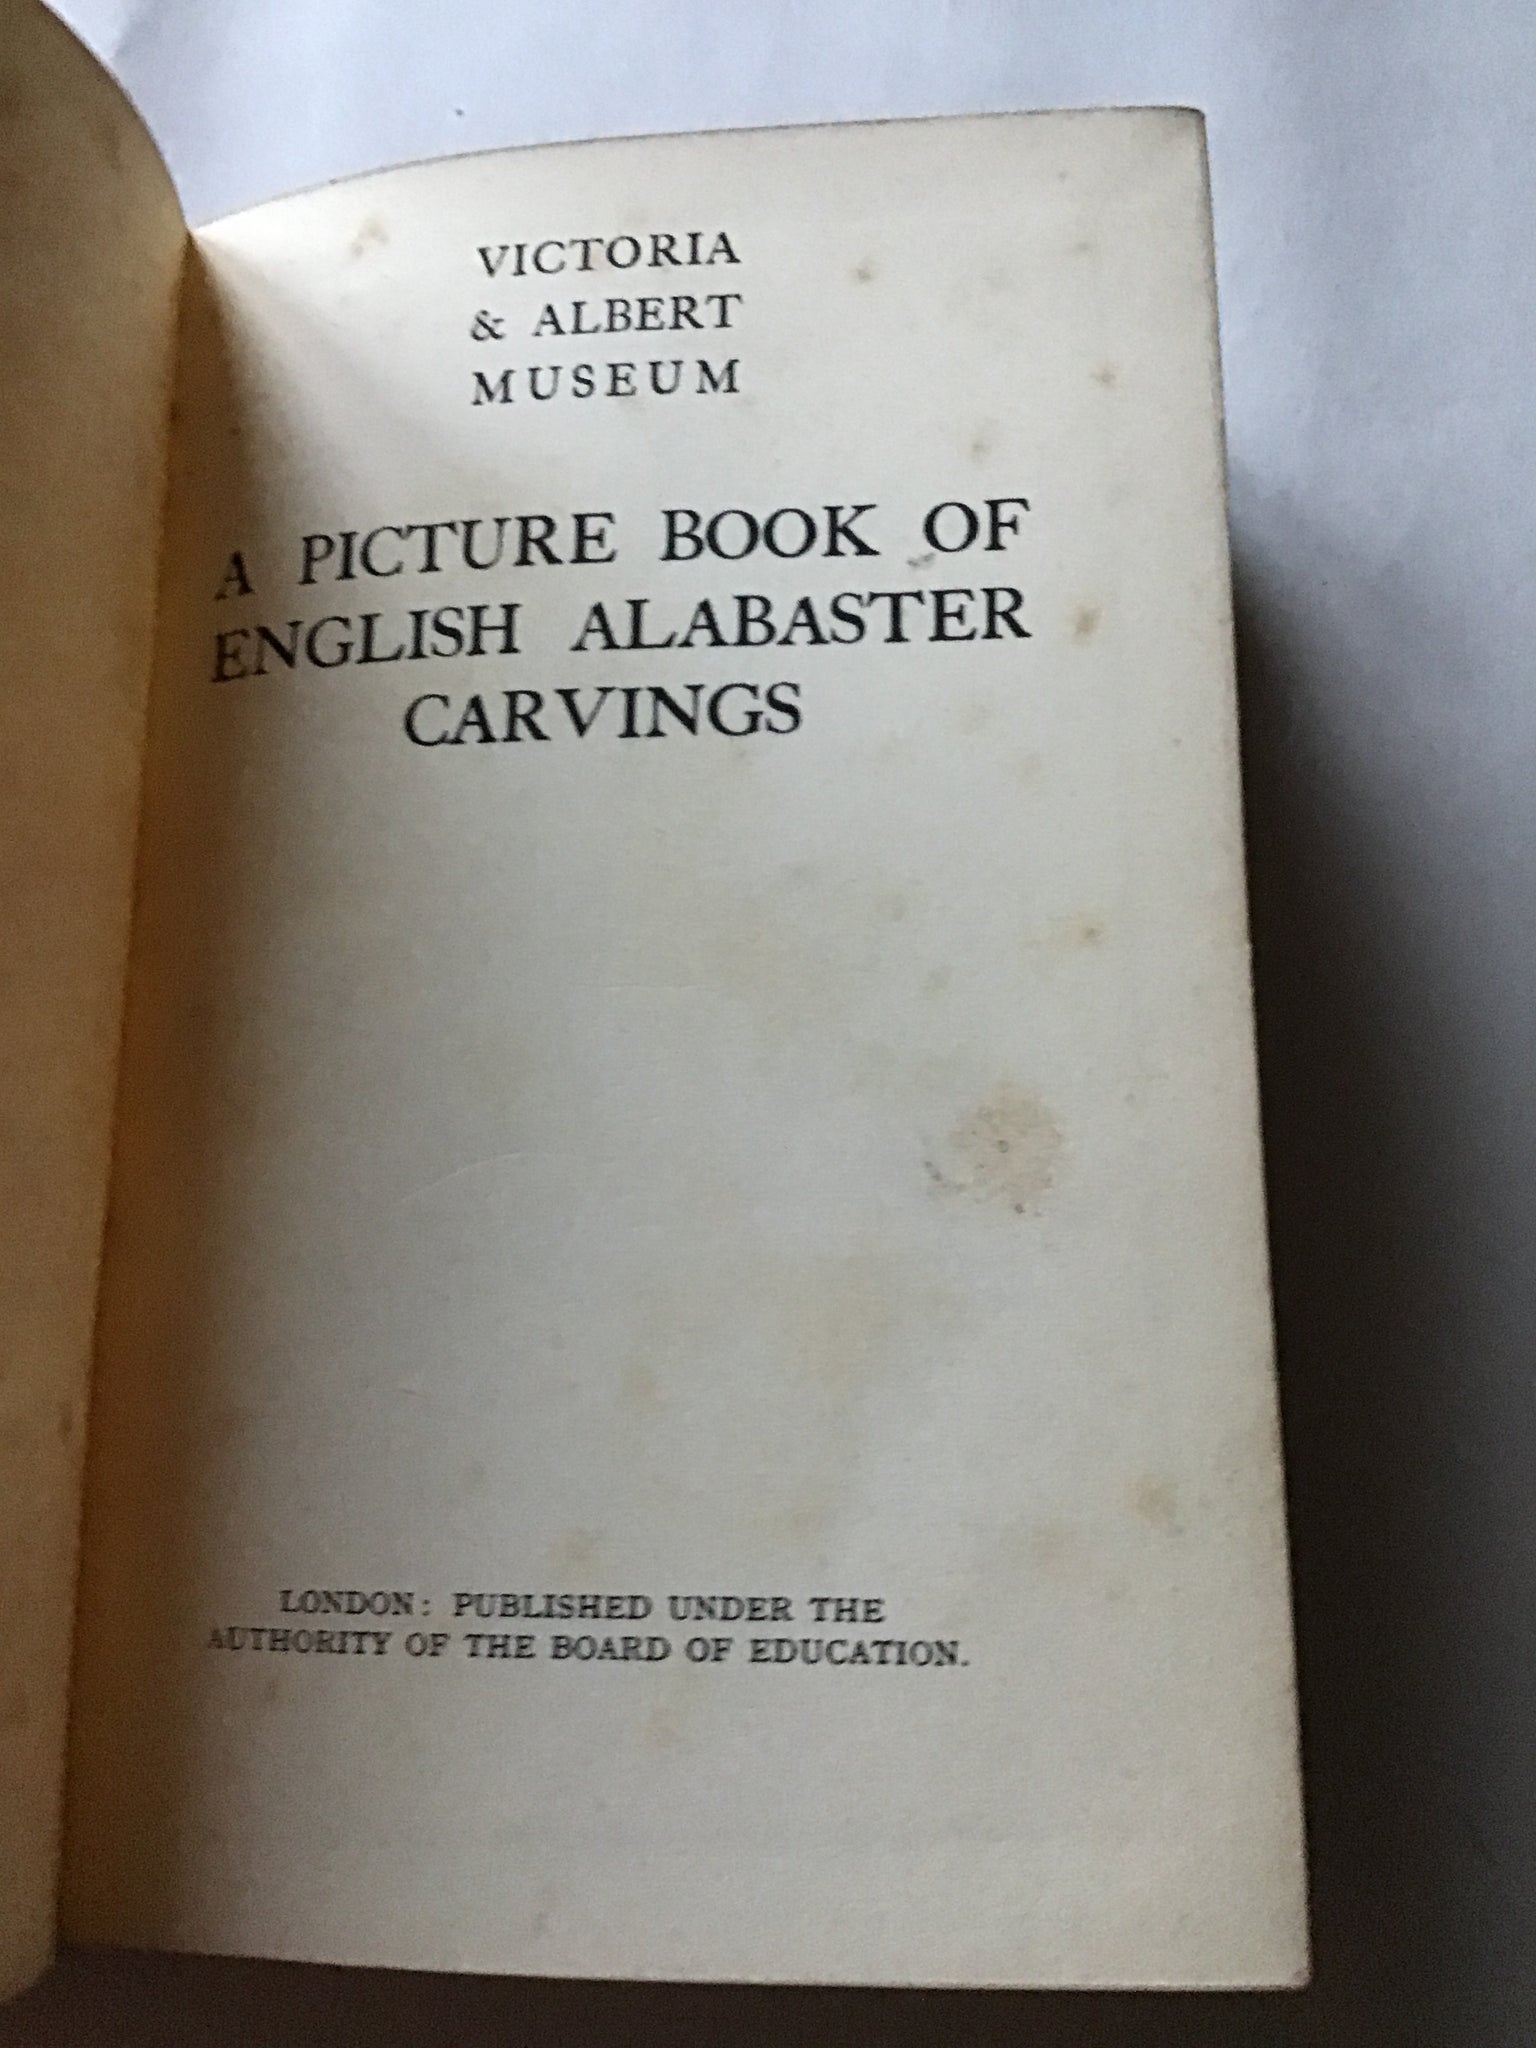 VICTORIA
& ALBERT
MUSEUM
A PICTURE BOOK OF
ENGLISH ALABASTER
CARVINGS
LONDON: PUBLISHED UNDER THE
AUTHORITY OF THE BOARD OF EDUCATION.